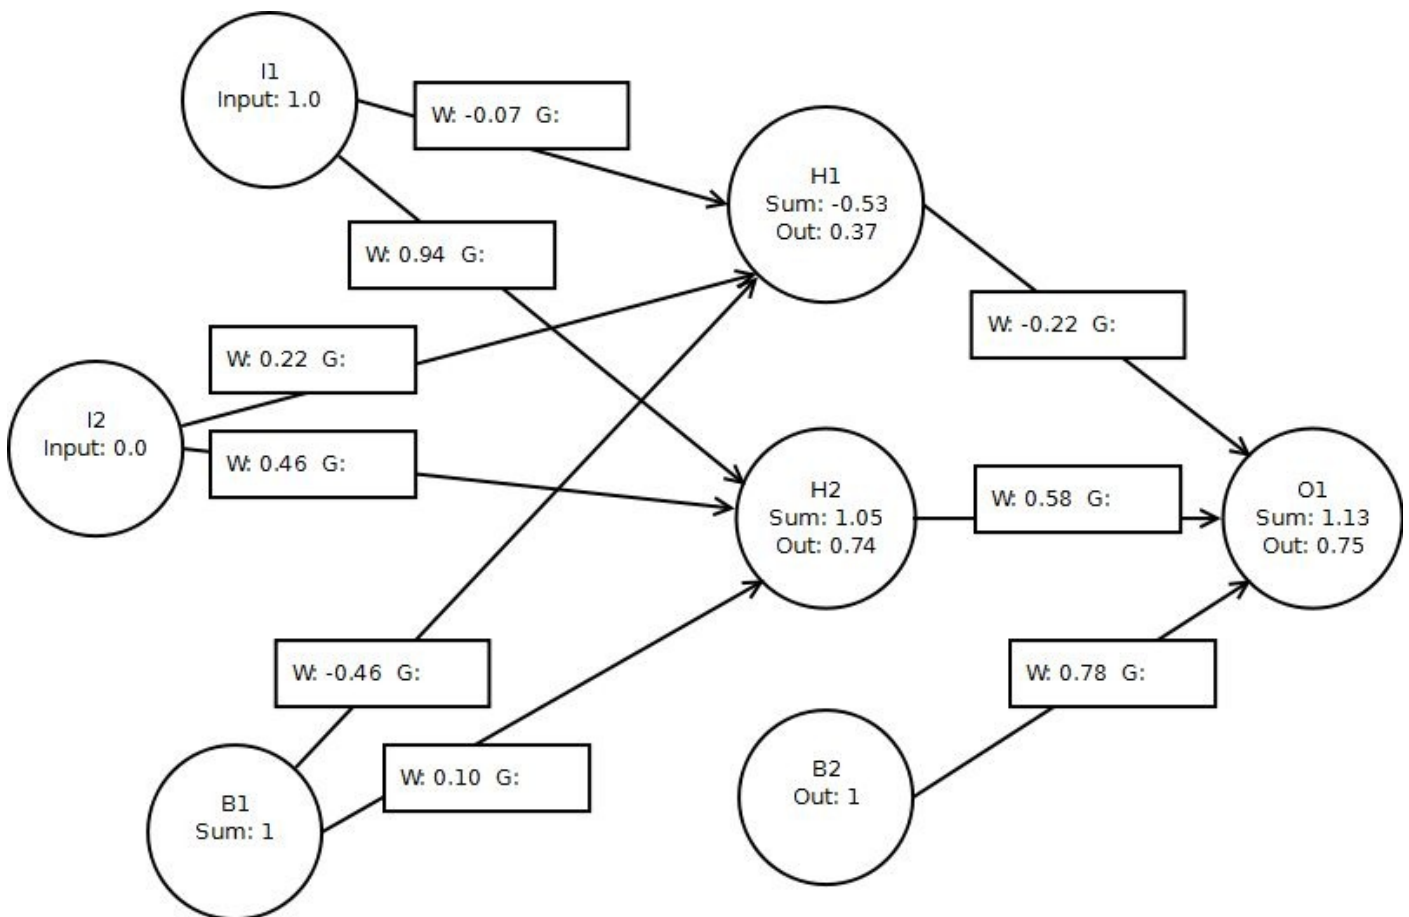 I1
Input: 1.0
W: -0.07 G:
H1
Sum: -0.53
Out: 0.37
W: 0.94 G:
W: -0.22 G:
W: 0.22 G:
I2
Input: 0.0
W: 0.46 G:
H2
Sum: 1.05
Out: 0.74
W: 0.58 G:
O1
Sum: 1.13
Out: 0.75
W: -0.46 G:
W: 0.78 G:
W: 0.10 G:
B1
Sum: 1
B2
Out: 1